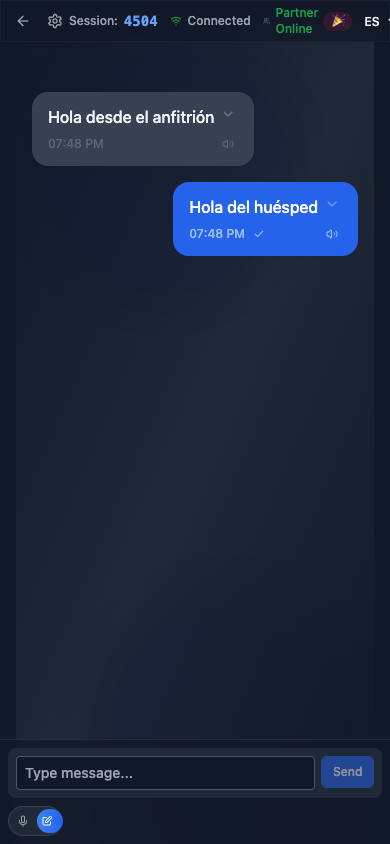 Session: 4504 Connected Partner Online ES
Hola desde el anfitrión
07:48 PM
Hola del huésped
07:48 PM
Type message...
Send